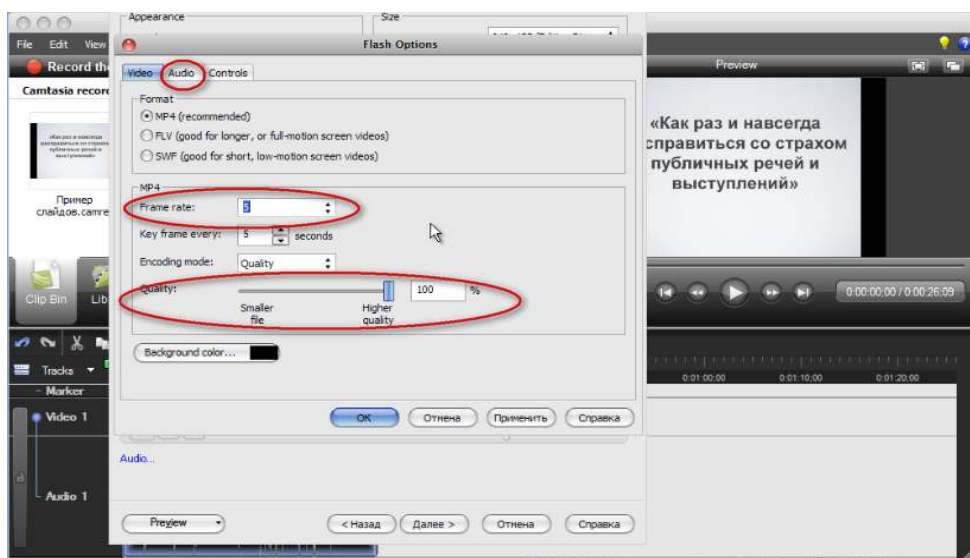 Appearance
Size
File Edit View
Flash Options
Record the
Preview
Video Audio Controls
Camtasia record
Format
MP4 (recommended)
FLV (good for longer, or full-motion screen videos)
SWF (good for short, low-motion screen videos)
«Как раз и навсегда
справиться со страхом
публичных речей и
выступлений»
MP4
Пример
слайдов.camre
Frame rate:
5
Key frame every:
5
seconds
Encoding mode:
Quality
Quality:
100
%
Smaller
file
Higher
quality
Clip Bin
Lib
0:00:00;00 / 0:00:26;09
Background color...
Tracks
0:01:00;00 0:01:10;00 0:01:20;00
Marker
Video 1
OK Отмена Применить Справка
Audio...
Audio 1
Preview
< Назад Далее > Отмена Справка